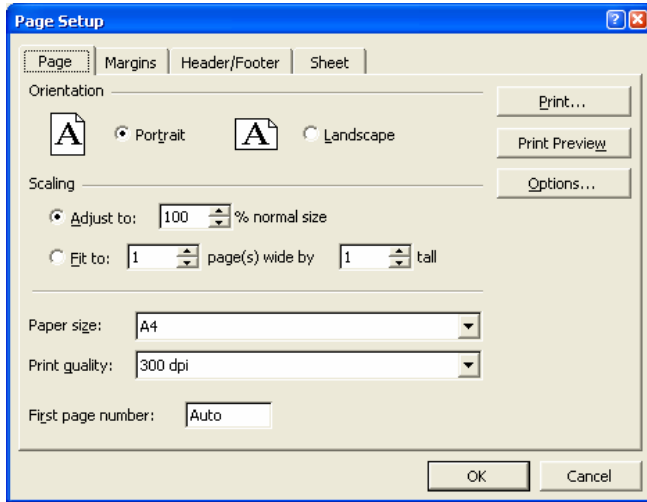 Page Setup
Page Margins Header/Footer Sheet
Orientation
A Portrait A Landscape
Print...
Print Preview
Options...
Scaling
Adjust to: 100 % normal size
Fit to: 1 page(s) wide by 1 tall
Paper size: A4
Print quality: 300 dpi
First page number: Auto
OK Cancel